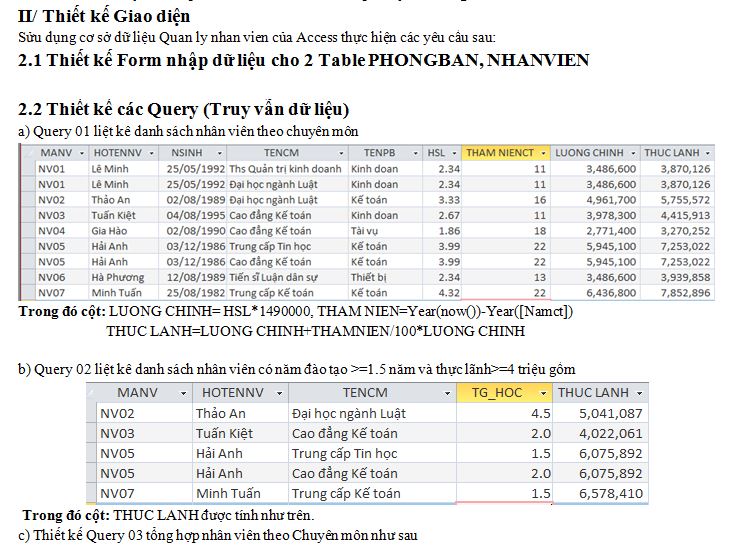 II/ Thiết kế Giao diện
Sửu dụng cơ sở dữ liệu Quan ly nhan vien của Access thực hiện các yêu cầu sau:
2.1 Thiết kế Form nhập dữ liệu cho 2 Table PHONGBAN, NHANVIEN
2.2 Thiết kế các Query (Truy vấn dữ liệu)
a) Query 01 liệt kê danh sách nhân viên theo chuyên môn
MANV HOTENNV NSINH TENCM TENPB HSL THAM NIENCT LUONG CHINH THUC LANH
NV01 Lê Minh 25/05/1992 Ths Quản trị kinh doanh Kinh doan 2.34 11 3,486,600 3,870,126
NV01 Lê Minh 25/05/1992 Đại học ngành Luật Kinh doan 2.34 11 3,486,600 3,870,126
NV02 Thảo An 02/08/1989 Đại học ngành Luật Kế toán 3.33 16 4,961,700 5,755,572
NV03 Tuấn Kiệt 04/08/1995 Cao đẳng Kế toán Kinh doan 2.67 11 3,978,300 4,415,913
NV04 Gia Hào 02/08/1990 Cao đẳng Kế toán Tài vụ 1.86 18 2,771,400 3,270,252
NV05 Hải Anh 03/12/1986 Trung cấp Tin học Kế toán 3.99 22 5,945,100 7,253,022
NV05 Hải Anh 03/12/1986 Cao đẳng Kế toán Kế toán 3.99 22 5,945,100 7,253,022
NV06 Hà Phương 12/08/1989 Tiến sĩ Luận dân sự Thiết bị 2.34 13 3,486,600 3,939,858
NV07 Minh Tuấn 25/08/1982 Trung cấp Kế toán Kế toán 4.32 22 6,436,800 7,852,896
Trong đó cột: LUONG CHINH= HSL*1490000, THAM NIEN=Year(now())-Year([Namct])
THUC LANH=LUONG CHINH+THAMNIEN/100*LUONG CHINH
b) Query 02 liệt kê danh sách nhân viên có năm đào tạo >=1.5 năm và thực lãnh>=4 triệu gồm
MANV HOTENNV TENCM TG_HOC THUC LANH
NV02 Thảo An Đại học ngành Luật 4.5 5,041,087
NV03 Tuấn Kiệt Cao đẳng Kế toán 2.0 4,022,061
NV05 Hải Anh Trung cấp Tin học 1.5 6,075,892
NV05 Hải Anh Cao đẳng Kế toán 2.0 6,075,892
NV07 Minh Tuấn Trung cấp Kế toán 1.5 6,578,410
Trong đó cột: THUC LANH được tính như trên.
c) Thiết kế Query 03 tổng hợp nhân viên theo Chuyên môn như sau